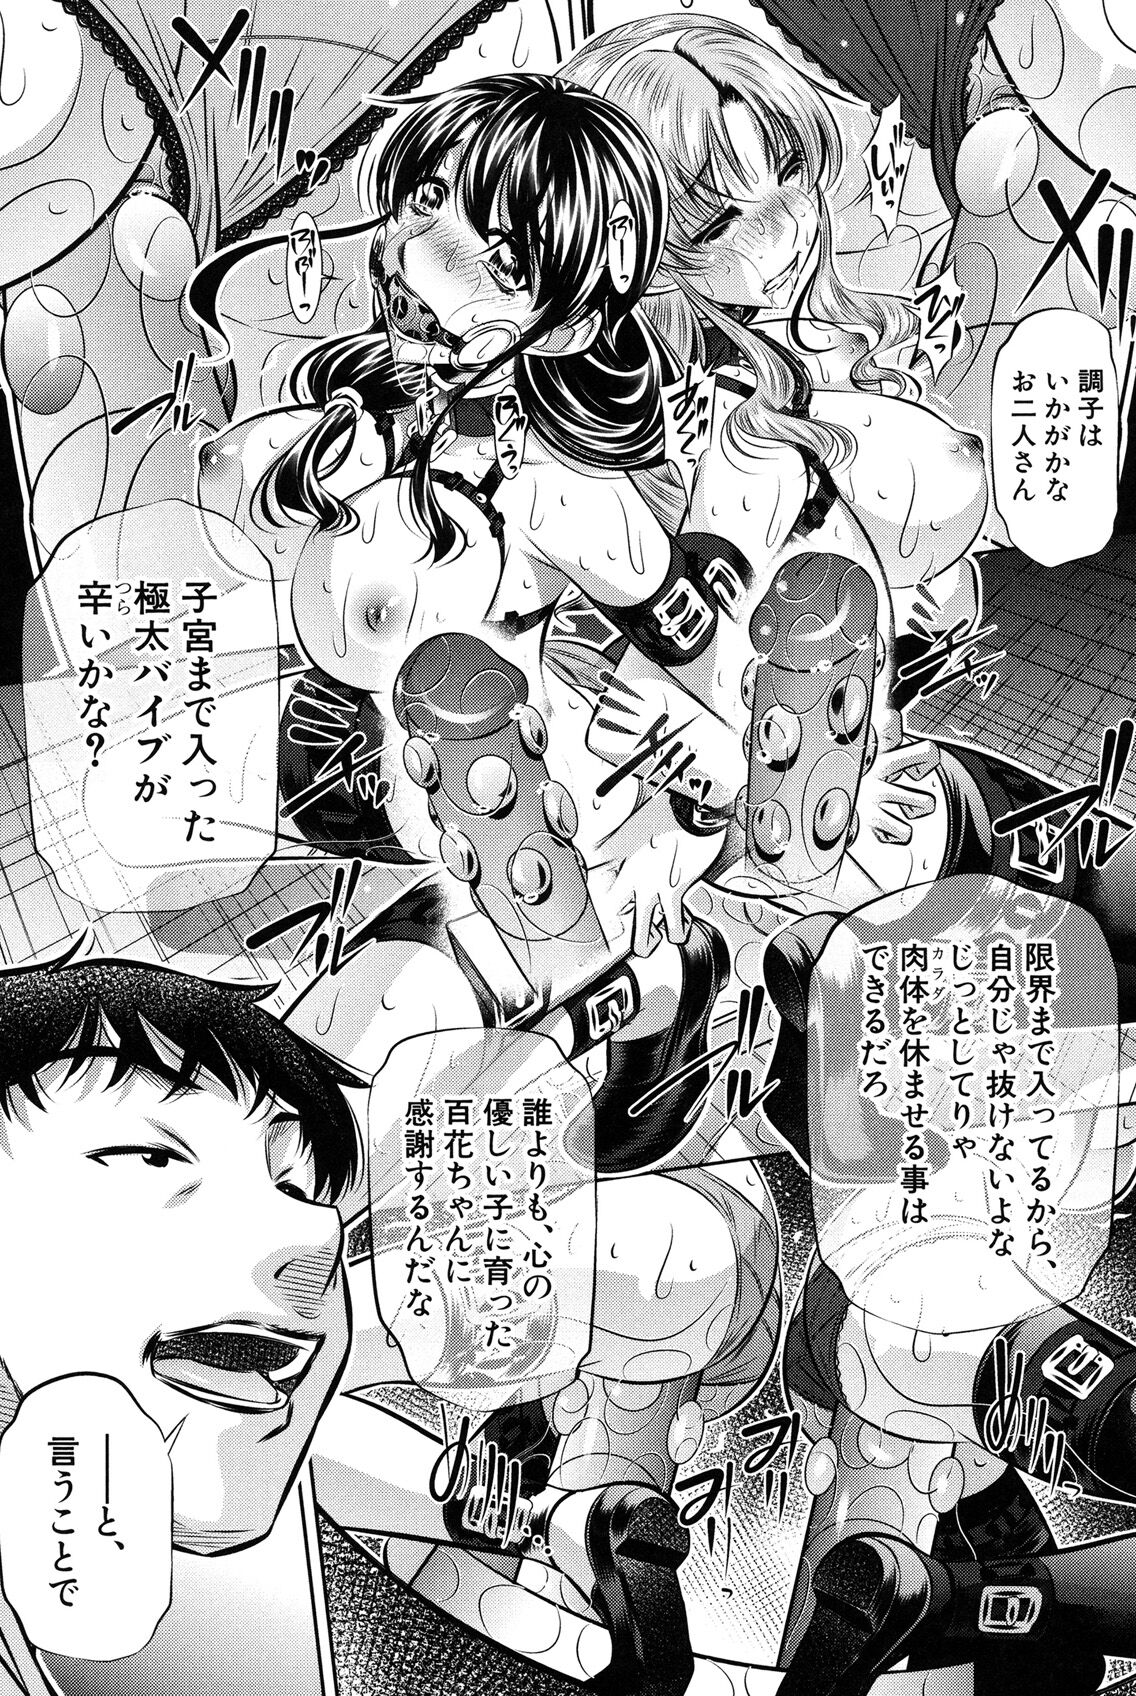 調子は
いかがかな
お二人さん
子宮まで入った
極太バイブが
辛いかな?
つら
限界まで入ってるから、
自分じゃ抜けないよな
じっとしてりゃ
肉体を休ませる事は
カラダ
できるだろ
誰よりも、心の
優しい子に育った
百花ちゃんに
感謝するんだな
――と、
言うことで